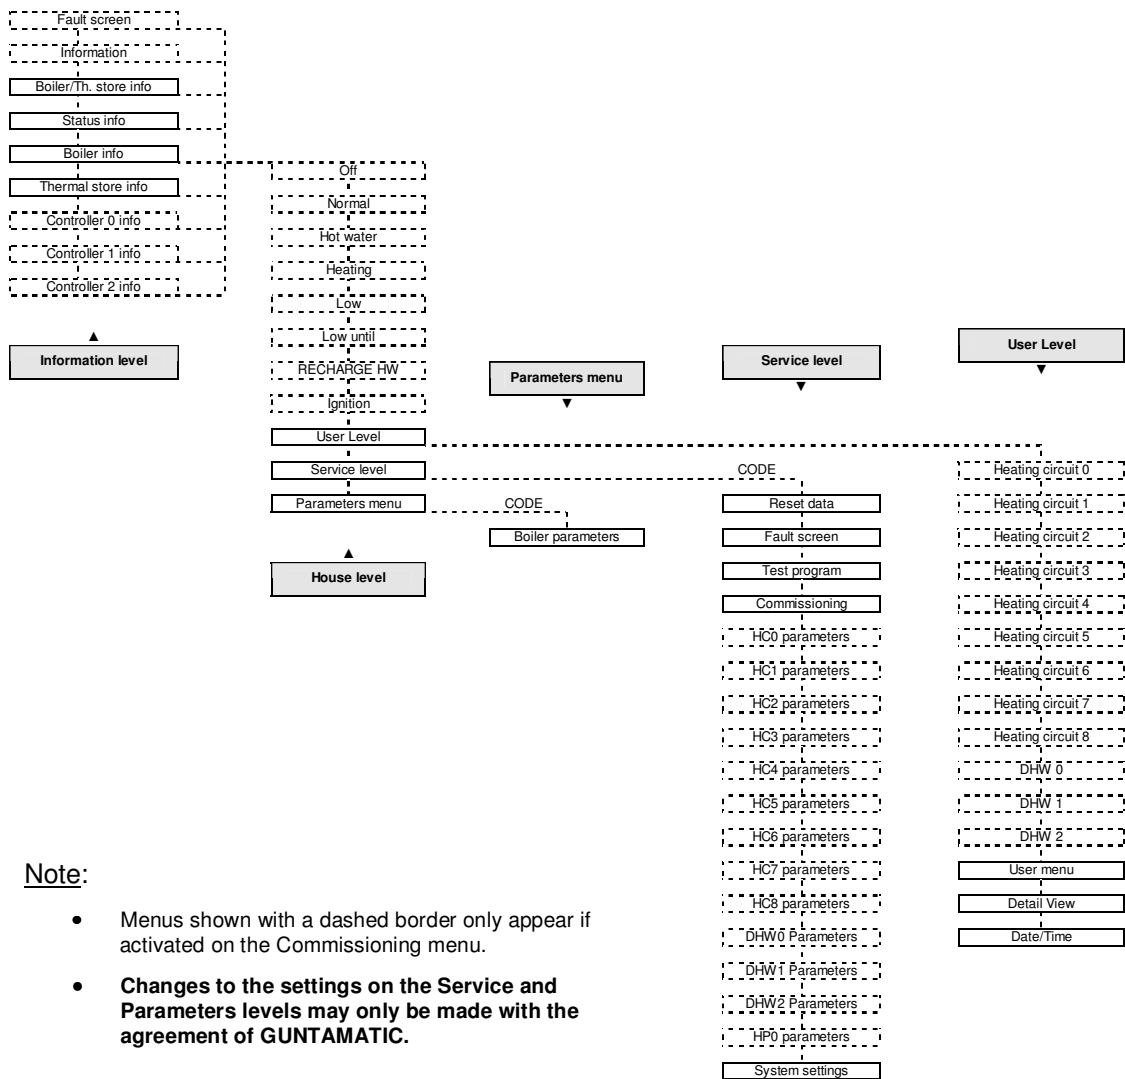 Fault screen
Information
Boiler/Th. store info
Status info
Boiler info
Thermal store info
Controller 0 info
Controller 1 info
Controller 2 info
▲
Information level
Off
Normal
Hot water
Heating
Low
Low until
RECHARGE HW
Ignition
User Level
Service level
Parameters menu
▲
House level
Parameters menu
▼
CODE
Boiler parameters
Service level
▼
CODE
Reset data
Fault screen
Test program
Commissioning
HC0 parameters
HC1 parameters
HC2 parameters
HC3 parameters
HC4 parameters
HC5 parameters
HC6 parameters
HC7 parameters
HC8 parameters
DHW0 Parameters
DHW1 Parameters
DHW2 Parameters
HP0 parameters
System settings
User Level
▼
Heating circuit 0
Heating circuit 1
Heating circuit 2
Heating circuit 3
Heating circuit 4
Heating circuit 5
Heating circuit 6
Heating circuit 7
Heating circuit 8
DHW 0
DHW 1
DHW 2
User menu
Detail View
Date/Time
Note:
• Menus shown with a dashed border only appear if
activated on the Commissioning menu.
• Changes to the settings on the Service and
Parameters levels may only be made with the
agreement of GUNTAMATIC.